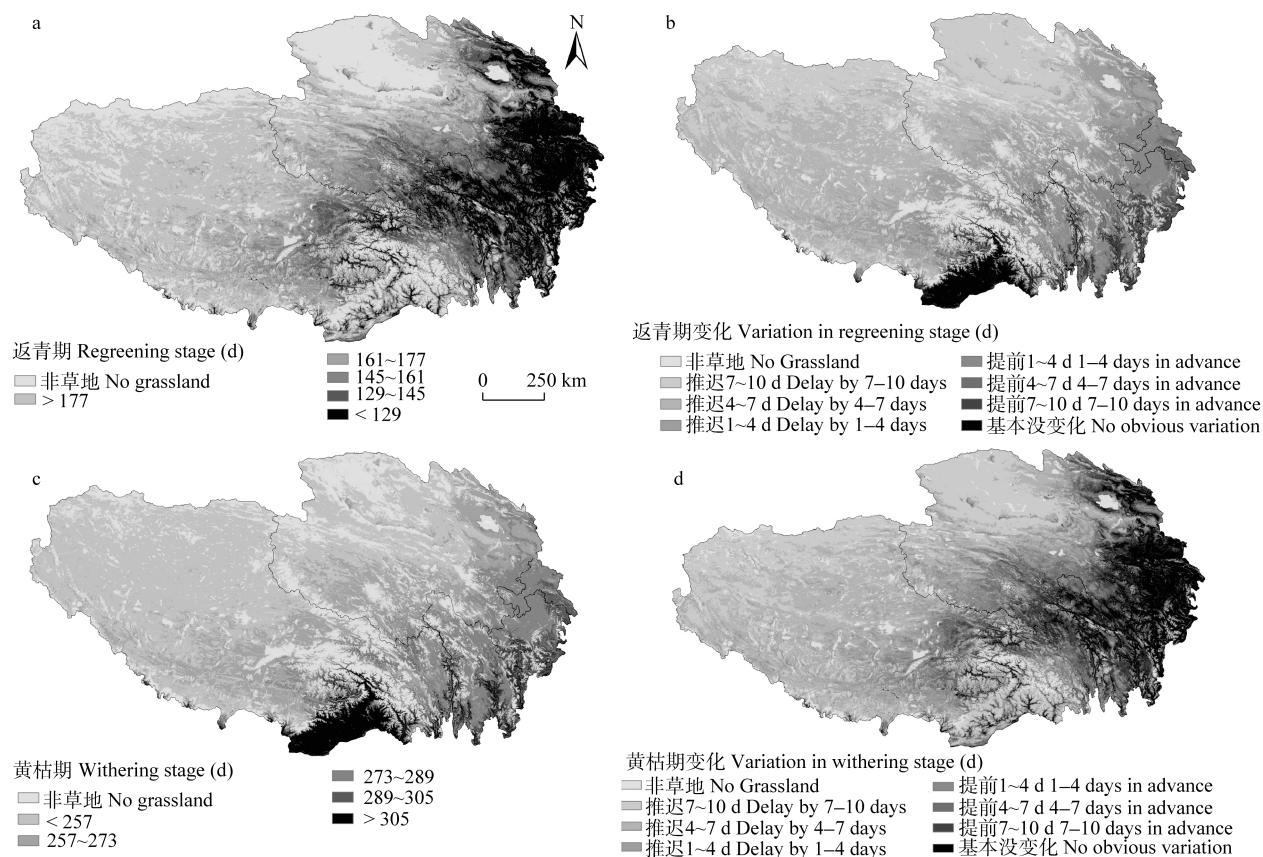 a
N
返青期 Regreening stage (d)
非草地 No grassland
> 177
161~177
145~161
129~145
< 129
0 250 km
b
返青期变化 Variation in regreening stage (d)
非草地 No Grassland
推迟7~10 d Delay by 7–10 days
推迟4~7 d Delay by 4–7 days
推迟1~4 d Delay by 1–4 days
提前1~4 d 1–4 days in advance
提前4~7 d 4–7 days in advance
提前7~10 d 7–10 days in advance
基本没变化 No obvious variation
c
黄枯期 Withering stage (d)
非草地 No grassland
< 257
257~273
273~289
289~305
> 305
d
黄枯期变化 Variation in withering stage (d)
非草地 No Grassland
推迟7~10 d Delay by 7–10 days
推迟4~7 d Delay by 4–7 days
推迟1~4 d Delay by 1–4 days
提前1~4 d 1–4 days in advance
提前4~7 d 4–7 days in advance
提前7~10 d 7–10 days in advance
基本没变化 No obvious variation